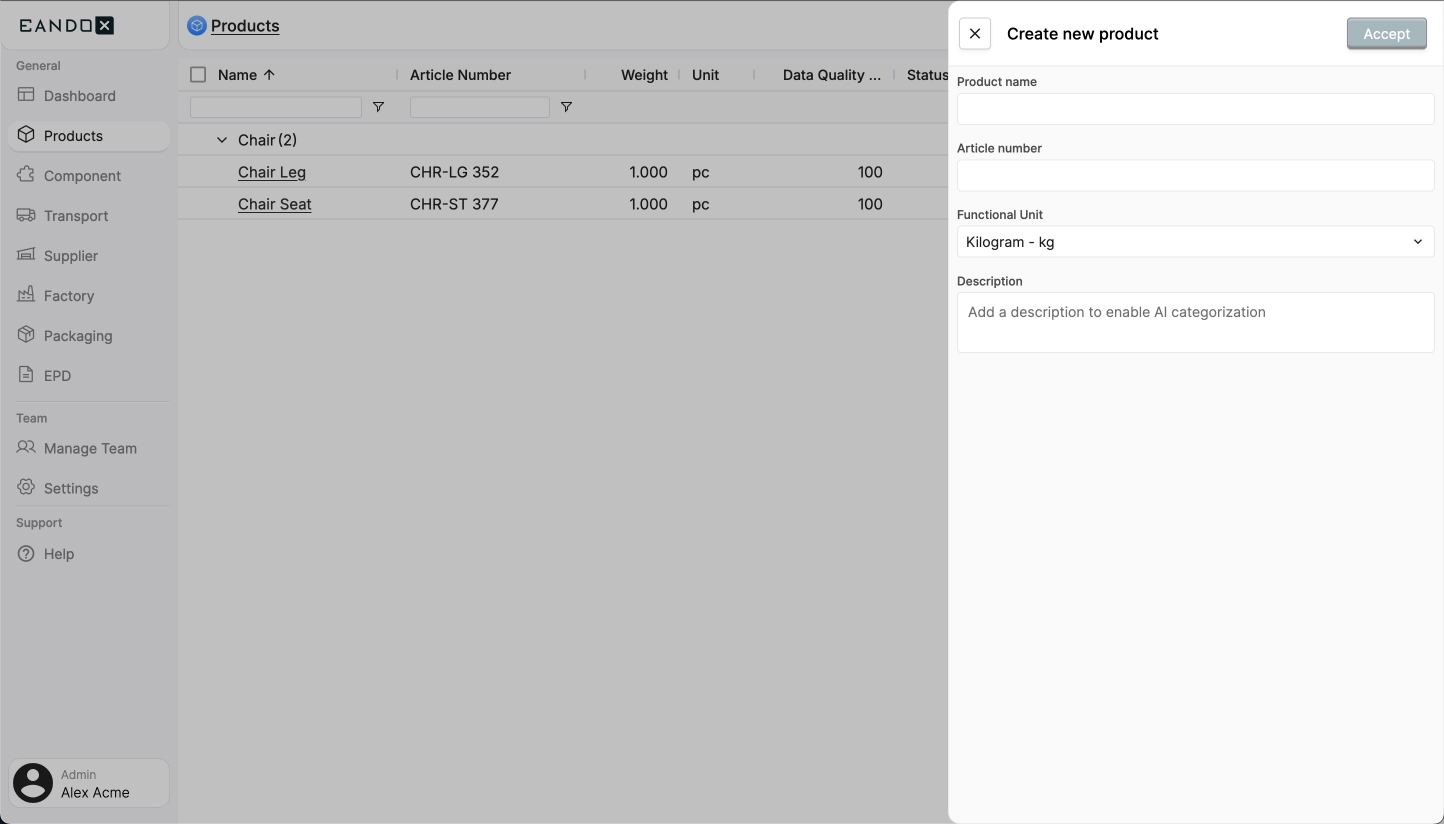 EANDOX
General
Dashboard
Products
Component
Transport
Supplier
Factory
Packaging
EPD
Team
Manage Team
Settings
Support
Help
Admin
Alex Acme
Products
Name Article Number Weight Unit Data Quality ... Status
Chair (2)
Chair Leg CHR-LG 352 1.000 pc 100
Chair Seat CHR-ST 377 1.000 pc 100
Create new product Accept
Product name
Article number
Functional Unit
Kilogram - kg
Description
Add a description to enable AI categorization